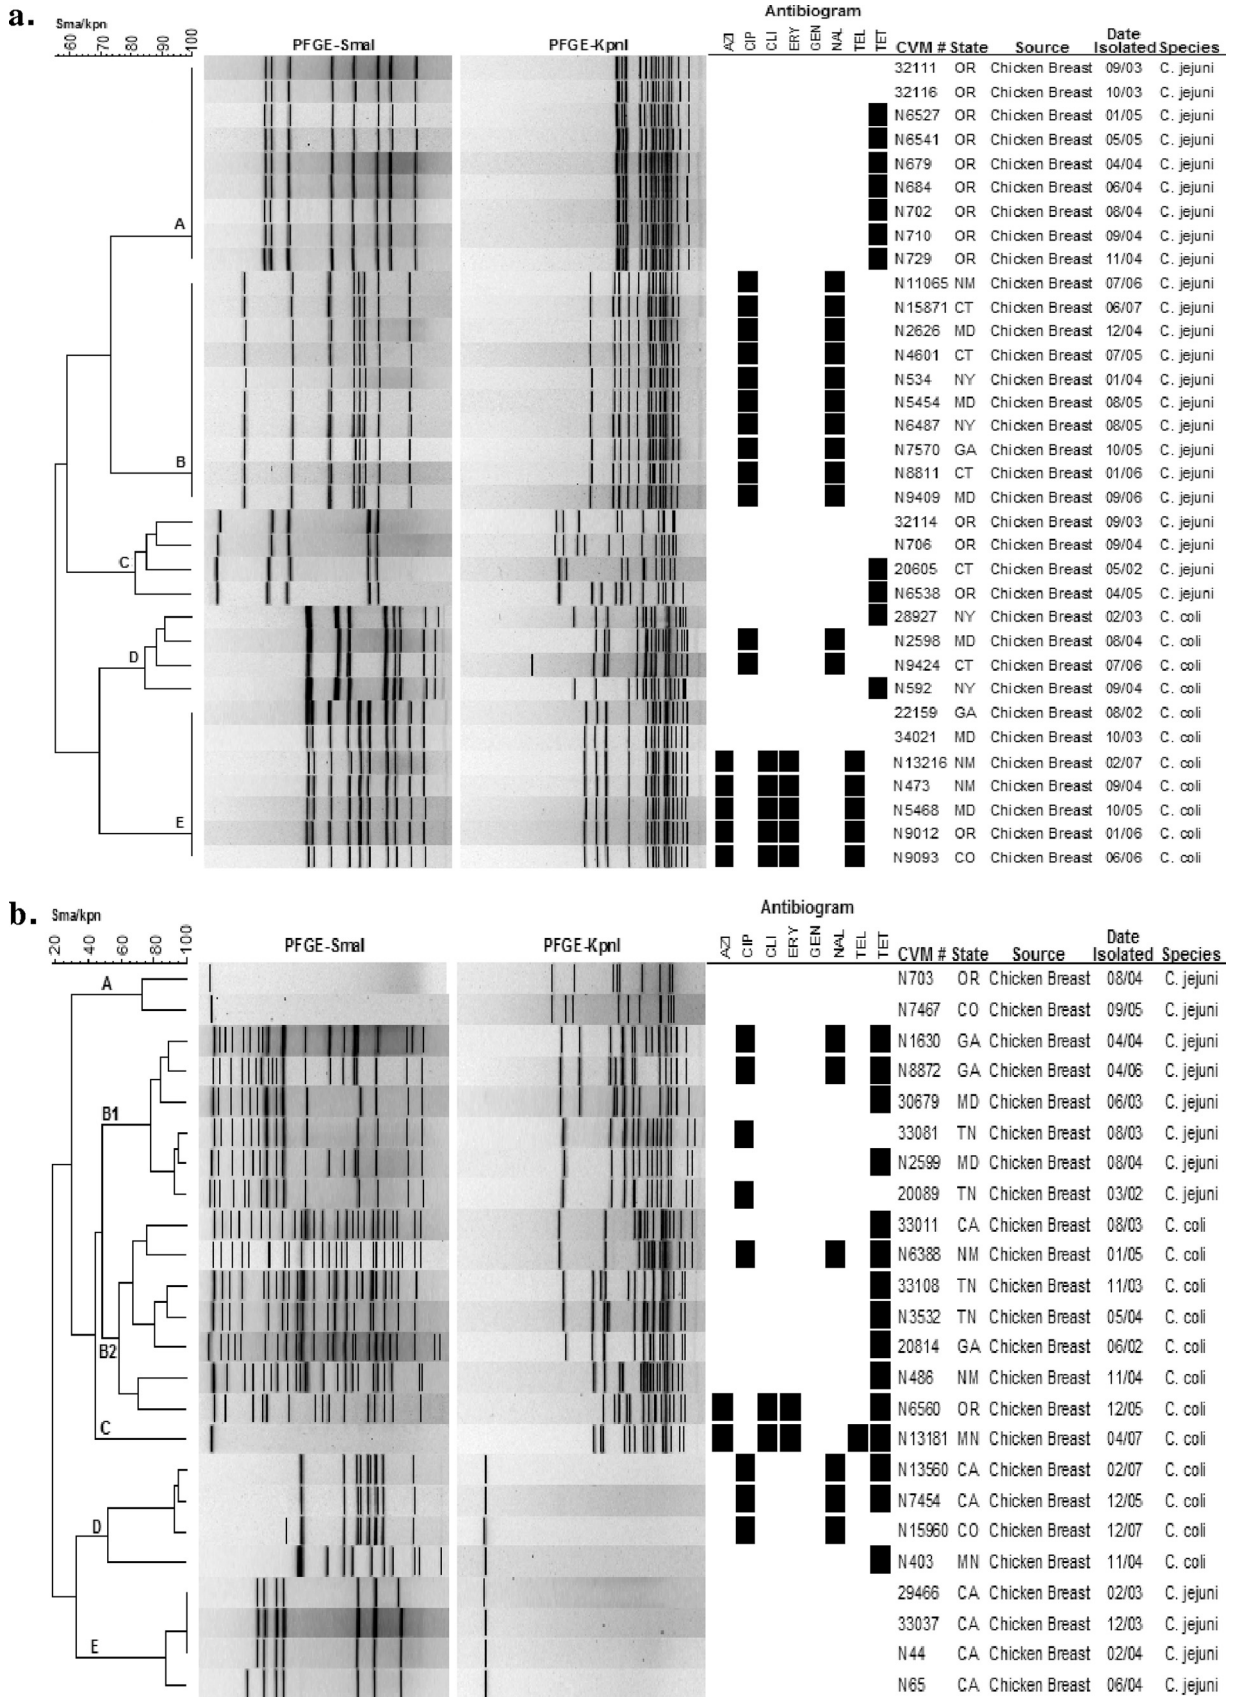 a.
Sma/kpn
60 70 80 90 100
PFGE-SmaI
PFGE-KpnI
Antibiogram
AZI CIP CLI ERY GEN NAL TEL TET
CVM # State Source Date Isolated Species
32111 OR Chicken Breast 09/03 C. jejuni
32116 OR Chicken Breast 10/03 C. jejuni
N6527 OR Chicken Breast 01/05 C. jejuni
N6541 OR Chicken Breast 05/05 C. jejuni
N679 OR Chicken Breast 04/04 C. jejuni
N684 OR Chicken Breast 06/04 C. jejuni
N702 OR Chicken Breast 08/04 C. jejuni
A N710 OR Chicken Breast 09/04 C. jejuni
N729 OR Chicken Breast 11/04 C. jejuni
N11065 NM Chicken Breast 07/06 C. jejuni
N15871 CT Chicken Breast 06/07 C. jejuni
N2626 MD Chicken Breast 12/04 C. jejuni
N4601 CT Chicken Breast 07/05 C. jejuni
N534 NY Chicken Breast 01/04 C. jejuni
N5454 MD Chicken Breast 08/05 C. jejuni
N6487 NY Chicken Breast 08/05 C. jejuni
N7570 GA Chicken Breast 10/05 C. jejuni
B N8811 CT Chicken Breast 01/06 C. jejuni
N9409 MD Chicken Breast 09/06 C. jejuni
32114 OR Chicken Breast 09/03 C. jejuni
N706 OR Chicken Breast 09/04 C. jejuni
C 20605 CT Chicken Breast 05/02 C. jejuni
N6538 OR Chicken Breast 04/05 C. jejuni
28927 NY Chicken Breast 02/03 C. coli
N2598 MD Chicken Breast 08/04 C. coli
D N9424 CT Chicken Breast 07/06 C. coli
N592 NY Chicken Breast 09/04 C. coli
22159 GA Chicken Breast 08/02 C. coli
34021 MD Chicken Breast 10/03 C. coli
N13216 NM Chicken Breast 02/07 C. coli
N473 NM Chicken Breast 09/04 C. coli
N5468 MD Chicken Breast 10/05 C. coli
E N9012 OR Chicken Breast 01/06 C. coli
N9093 CO Chicken Breast 06/06 C. coli
b.
Sma/kpn
20 40 60 80 100
PFGE-SmaI
PFGE-KpnI
Antibiogram
AZI CIP CLI ERY GEN NAL TEL TET
CVM # State Source Date Isolated Species
A N703 OR Chicken Breast 08/04 C. jejuni
N7467 CO Chicken Breast 09/05 C. jejuni
N1630 GA Chicken Breast 04/04 C. jejuni
N8872 GA Chicken Breast 04/06 C. jejuni
B1 30679 MD Chicken Breast 06/03 C. jejuni
33081 TN Chicken Breast 08/03 C. jejuni
N2599 MD Chicken Breast 08/04 C. jejuni
20089 TN Chicken Breast 03/02 C. jejuni
33011 CA Chicken Breast 08/03 C. coli
N6388 NM Chicken Breast 01/05 C. coli
33108 TN Chicken Breast 11/03 C. coli
N3532 TN Chicken Breast 05/04 C. coli
B2 20814 GA Chicken Breast 06/02 C. coli
N486 NM Chicken Breast 11/04 C. coli
N6560 OR Chicken Breast 12/05 C. coli
C N13181 MN Chicken Breast 04/07 C. coli
N13560 CA Chicken Breast 02/07 C. coli
N7454 CA Chicken Breast 12/05 C. coli
D N15960 CO Chicken Breast 12/07 C. coli
N403 MN Chicken Breast 11/04 C. coli
29466 CA Chicken Breast 02/03 C. jejuni
33037 CA Chicken Breast 12/03 C. jejuni
E N44 CA Chicken Breast 02/04 C. jejuni
N65 CA Chicken Breast 06/04 C. jejuni